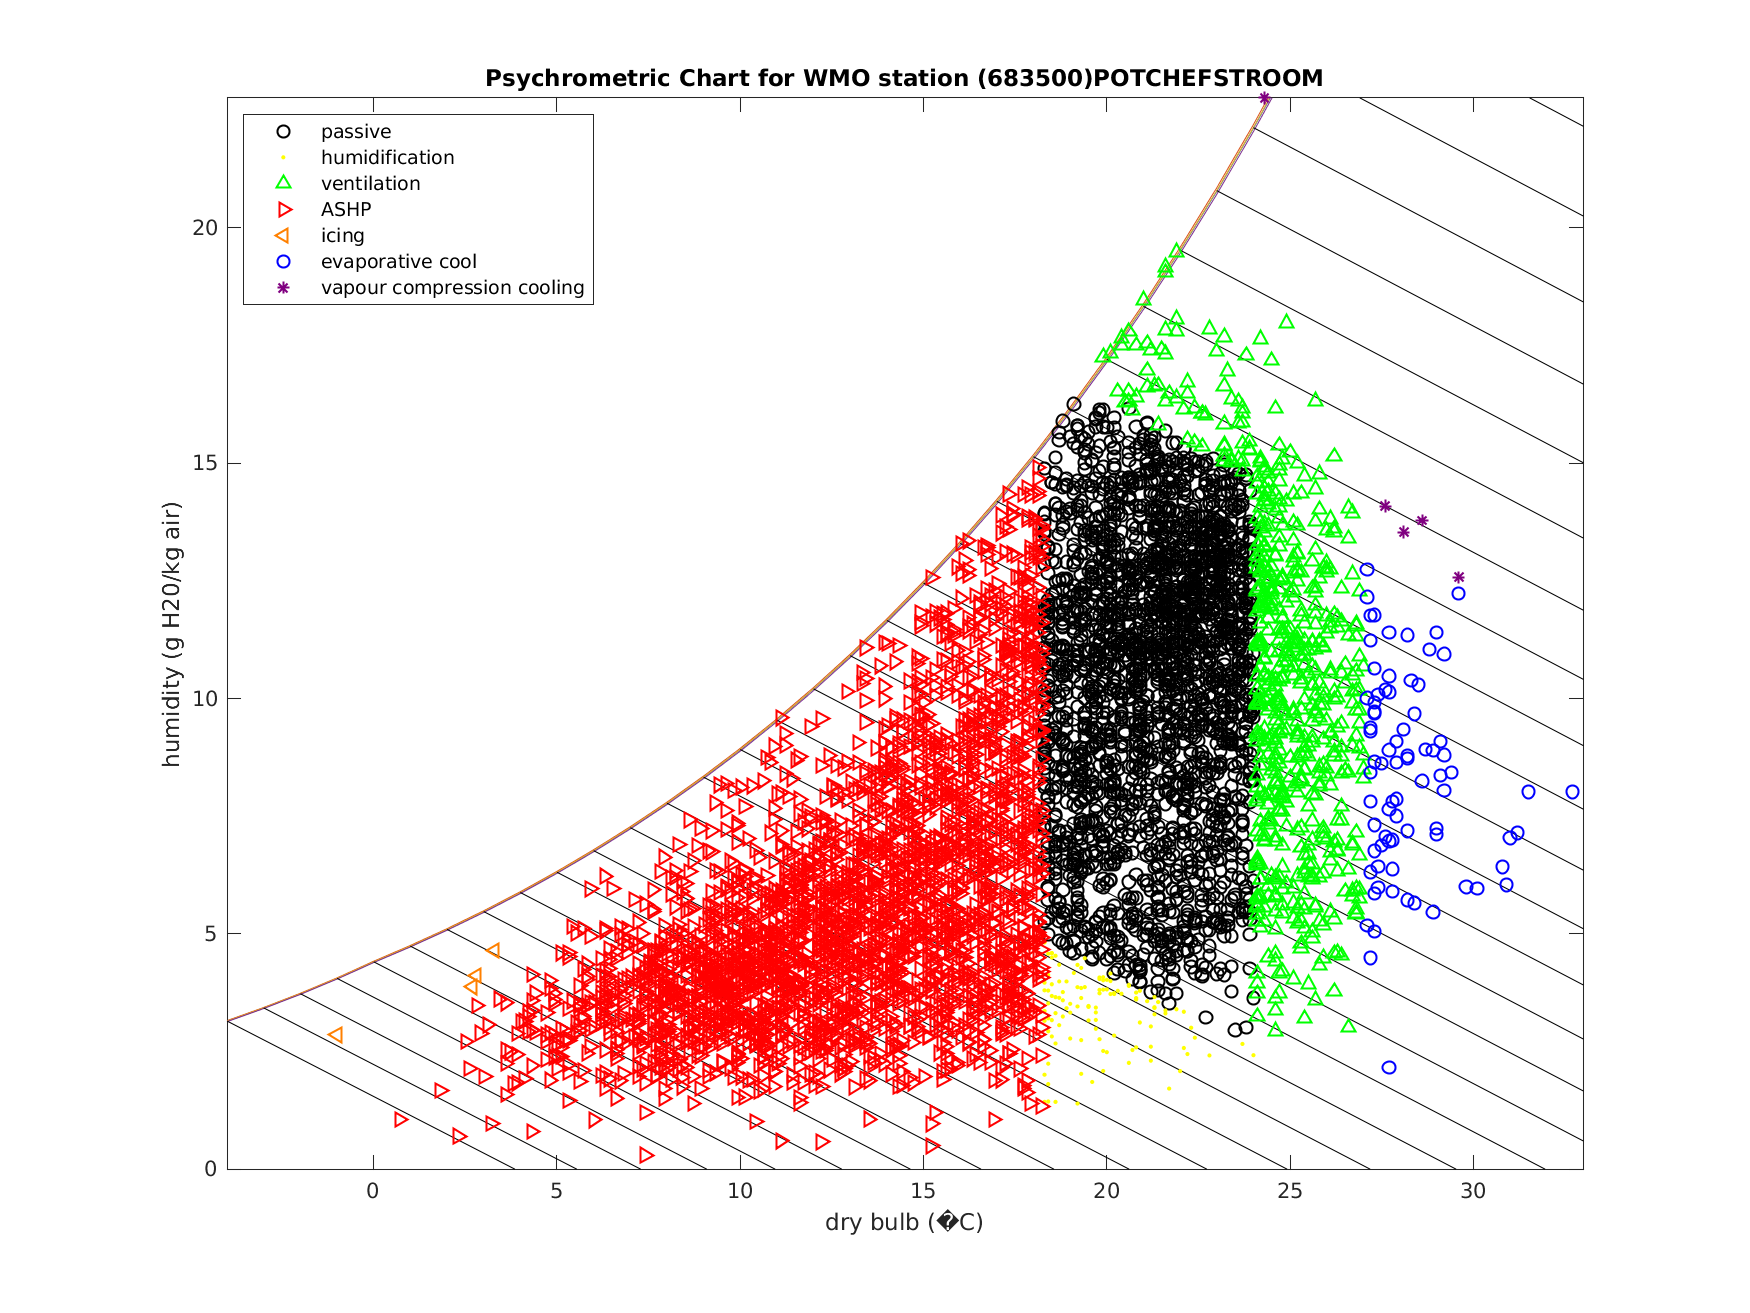 Psychrometric Chart for WMO station (683500)POTCHEFSTROOM
passive
humidification
ventilation
ASHP
icing
evaporative cool
vapour compression cooling
humidity (g H20/kg air)
20
15
10
5
0
0 5 10 15 20 25 30
dry bulb (�C)